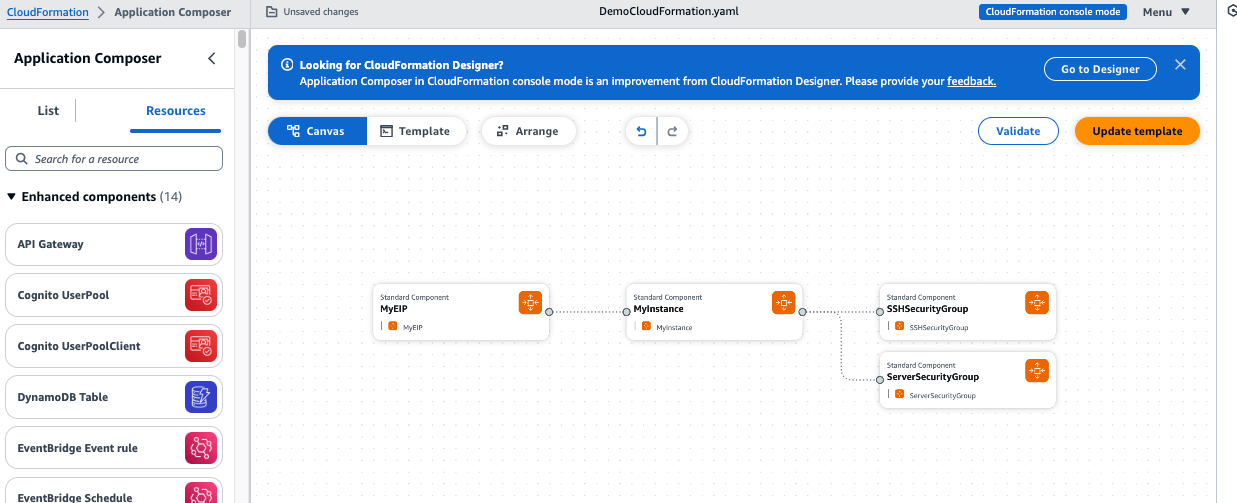 CloudFormation > Application Composer
Unsaved changes
DemoCloudFormation.yaml
CloudFormation console mode
Menu
Application Composer
List
Resources
Search for a resource
Enhanced components (14)
API Gateway
Cognito UserPool
Cognito UserPoolClient
DynamoDB Table
EventBridge Event rule
EventBridge Schedule
Looking for CloudFormation Designer?
Application Composer in CloudFormation console mode is an improvement from CloudFormation Designer. Please provide your feedback.
Go to Designer
Canvas
Template
Arrange
Validate
Update template
Standard Component
MyEIP
MyEIP
Standard Component
MyInstance
MyInstance
Standard Component
SSHSecurityGroup
SSHSecurityGroup
Standard Component
ServerSecurityGroup
ServerSecurityGroup